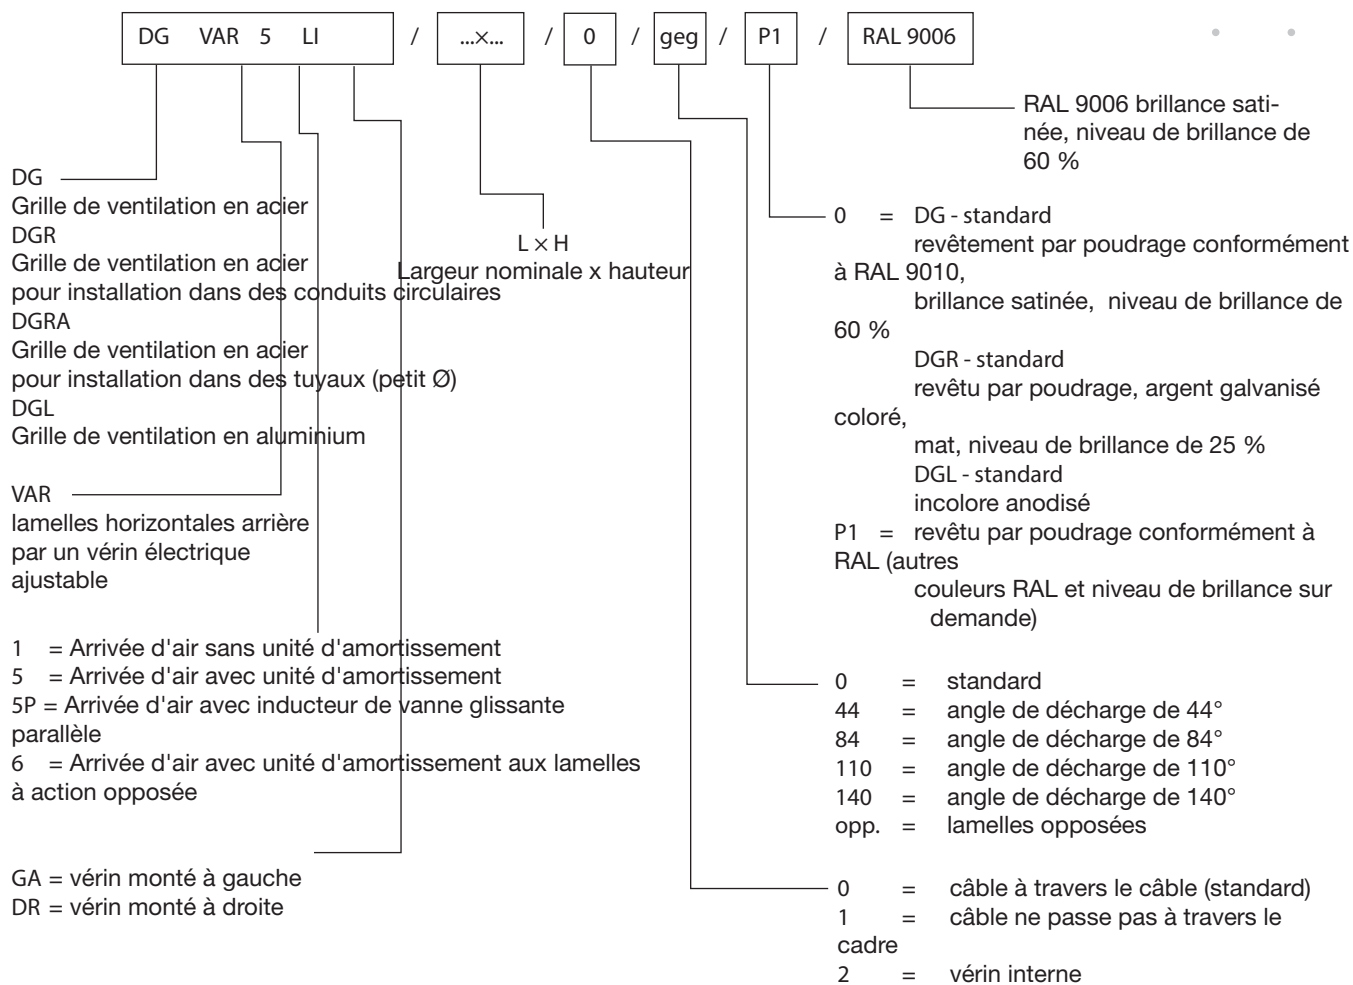 DG VAR 5 LI / ...×... / 0 / geg / P1 / RAL 9006
RAL 9006 brillance sati-
née, niveau de brillance de
60 %
DG
Grille de ventilation en acier
DGR
Grille de ventilation en acier
pour installation dans des conduits circulaires
DGRA
Grille de ventilation en acier
pour installation dans des tuyaux (petit Ø)
DGL
Grille de ventilation en aluminium
L × H
Largeur nominale x hauteur
VAR
lamelles horizontales arrière
par un vérin électrique
ajustable
1 = Arrivée d'air sans unité d'amortissement
5 = Arrivée d'air avec unité d'amortissement
5P = Arrivée d'air avec inducteur de vanne glissante
parallèle
6 = Arrivée d'air avec unité d'amortissement aux lamelles
à action opposée
GA = vérin monté à gauche
DR = vérin monté à droite
0 = DG - standard
revêtement par poudrage conformément
à RAL 9010,
brillance satinée, niveau de brillance de
60 %
DGR - standard
revêtu par poudrage, argent galvanisé
coloré,
mat, niveau de brillance de 25 %
DGL - standard
incolore anodisé
P1 = revêtu par poudrage conformément à
RAL (autres
couleurs RAL et niveau de brillance sur
demande)
0 = standard
44 = angle de décharge de 44°
84 = angle de décharge de 84°
110 = angle de décharge de 110°
140 = angle de décharge de 140°
opp. = lamelles opposées
0 = câble à travers le câble (standard)
1 = câble ne passe pas à travers le
cadre
2 = vérin interne